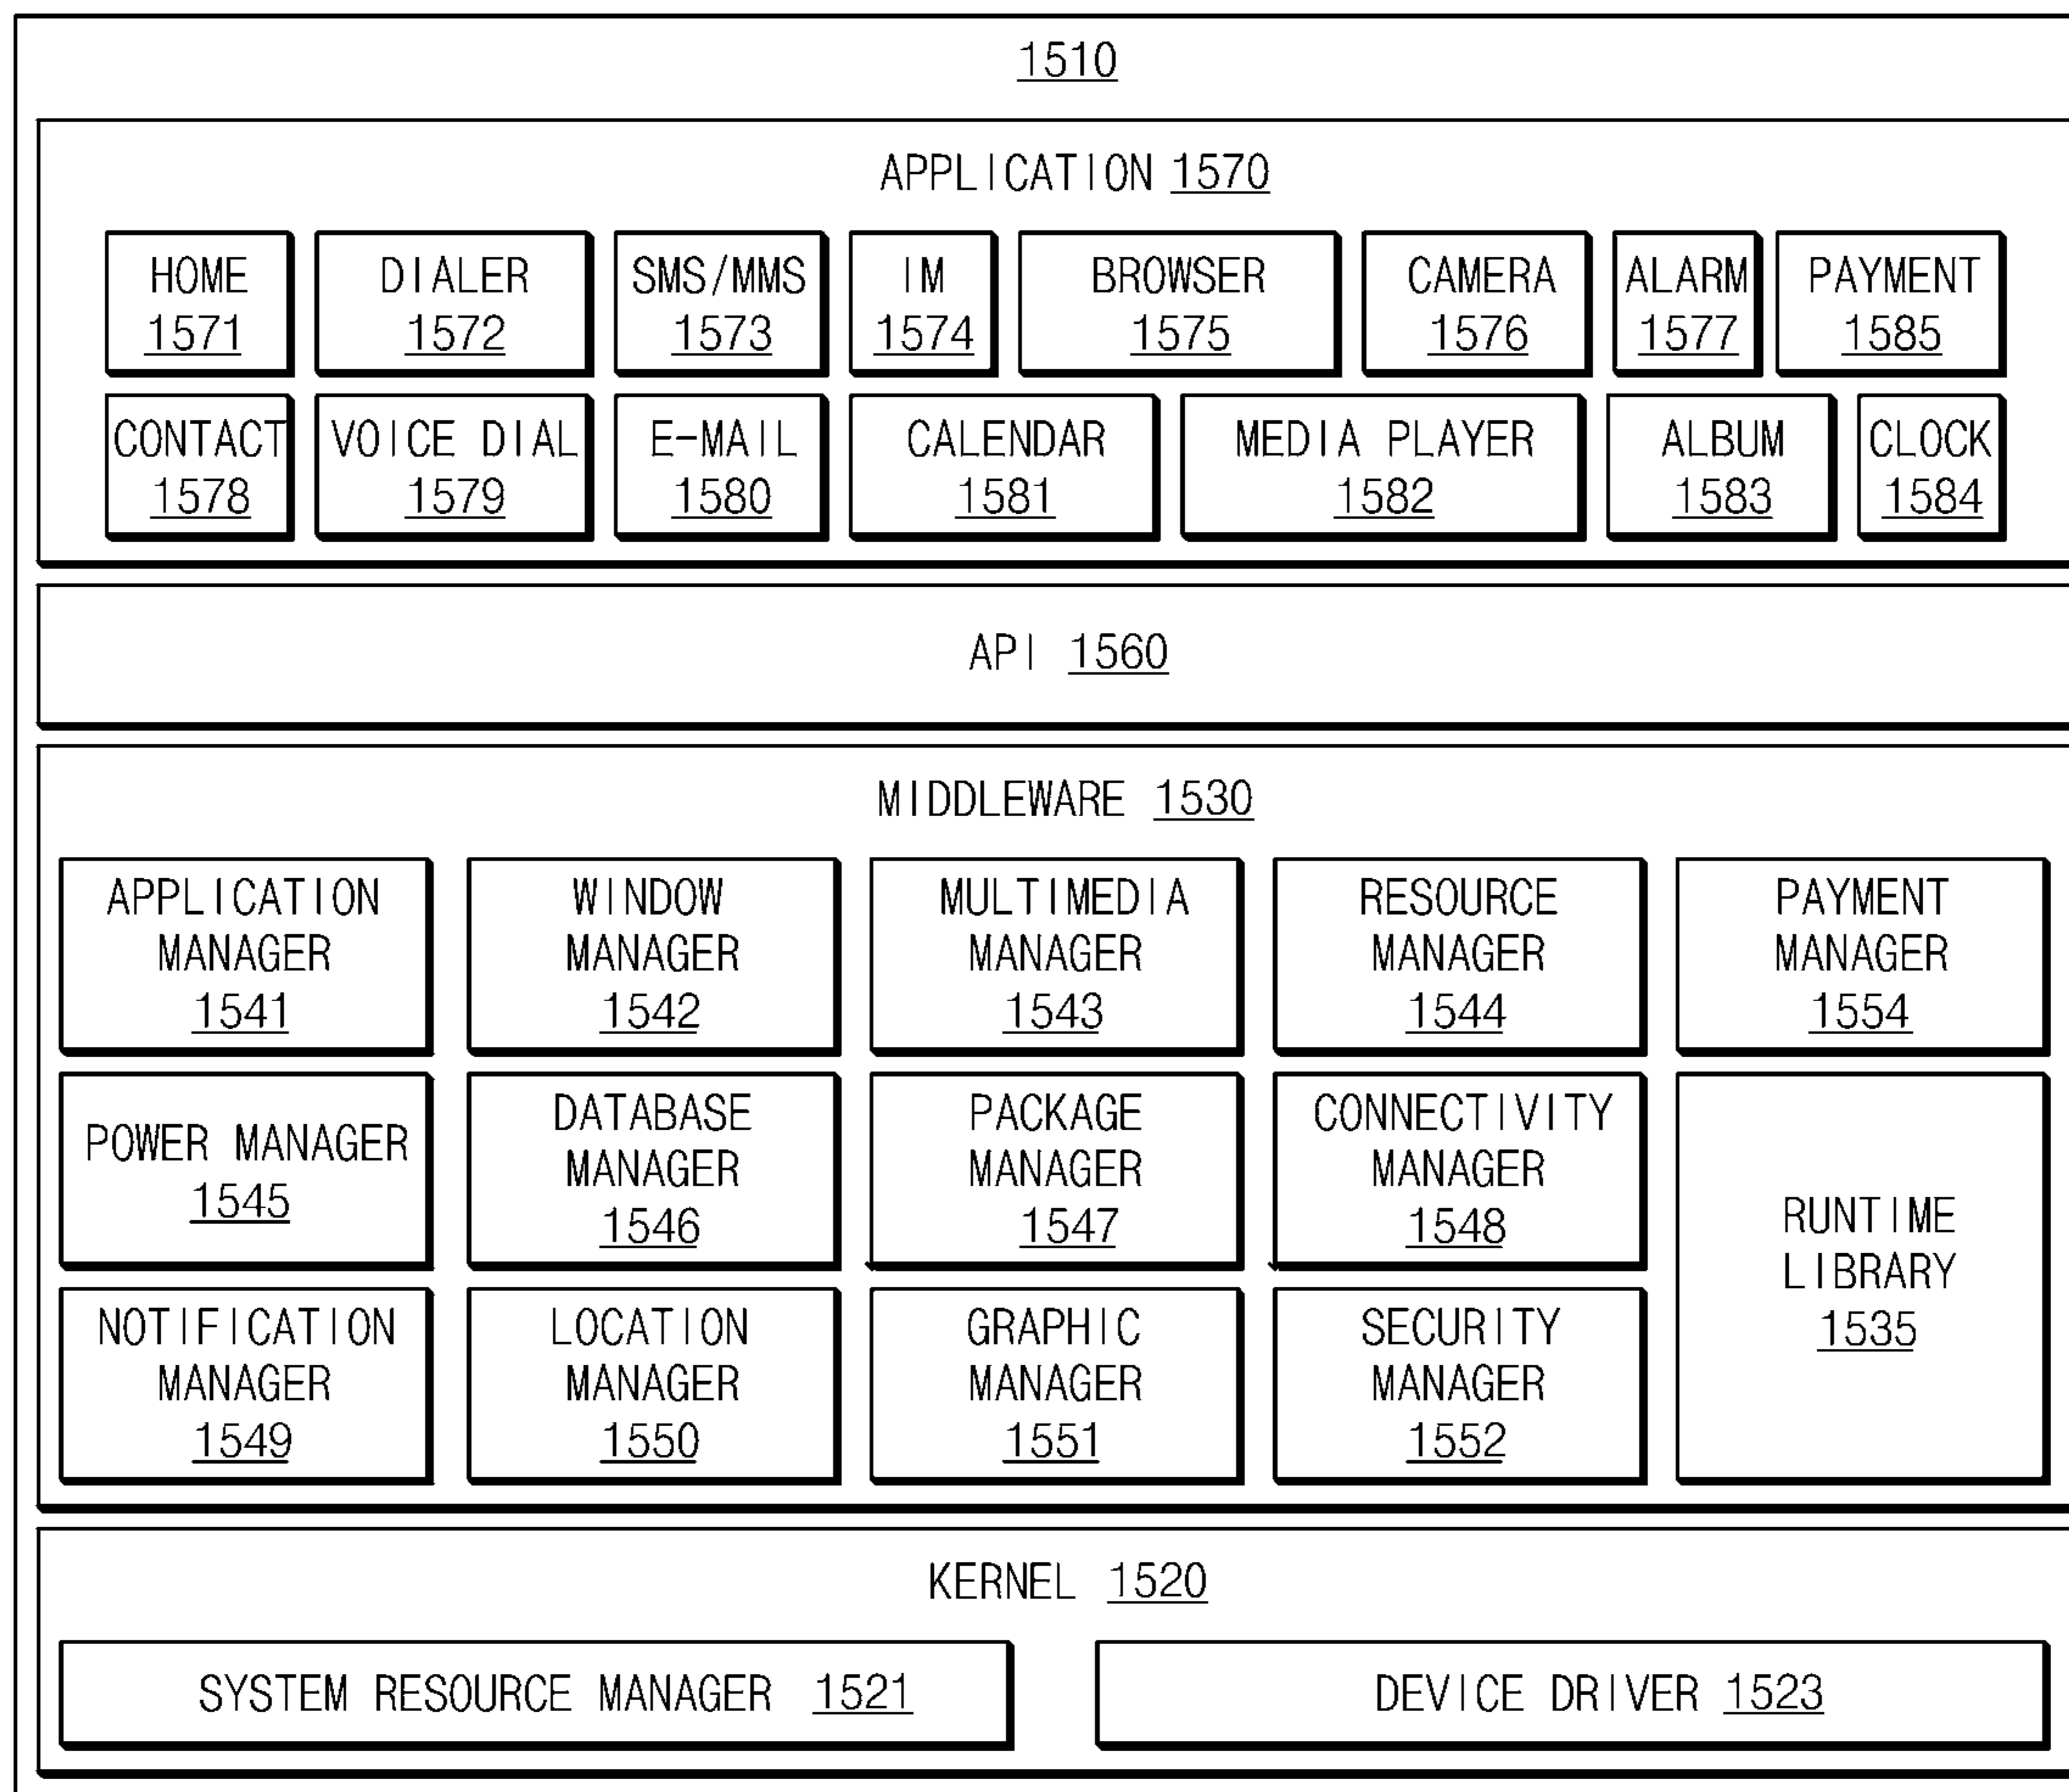 1510
APPLICATION 1570
HOME
1571
DIALER
1572
SMS/MMS
1573
IM
1574
BROWSER
1575
CAMERA
1576
ALARM
1577
PAYMENT
1585
CONTACT
1578
VOICE DIAL
1579
E-MAIL
1580
CALENDAR
1581
MEDIA PLAYER
1582
ALBUM
1583
CLOCK
1584
API 1560
MIDDLEWARE 1530
APPLICATION
MANAGER
1541
WINDOW
MANAGER
1542
MULTIMEDIA
MANAGER
1543
RESOURCE
MANAGER
1544
PAYMENT
MANAGER
1554
POWER MANAGER
1545
DATABASE
MANAGER
1546
PACKAGE
MANAGER
1547
CONNECTIVITY
MANAGER
1548
RUNTIME
LIBRARY
1535
NOTIFICATION
MANAGER
1549
LOCATION
MANAGER
1550
GRAPHIC
MANAGER
1551
SECURITY
MANAGER
1552
KERNEL 1520
SYSTEM RESOURCE MANAGER 1521
DEVICE DRIVER 1523